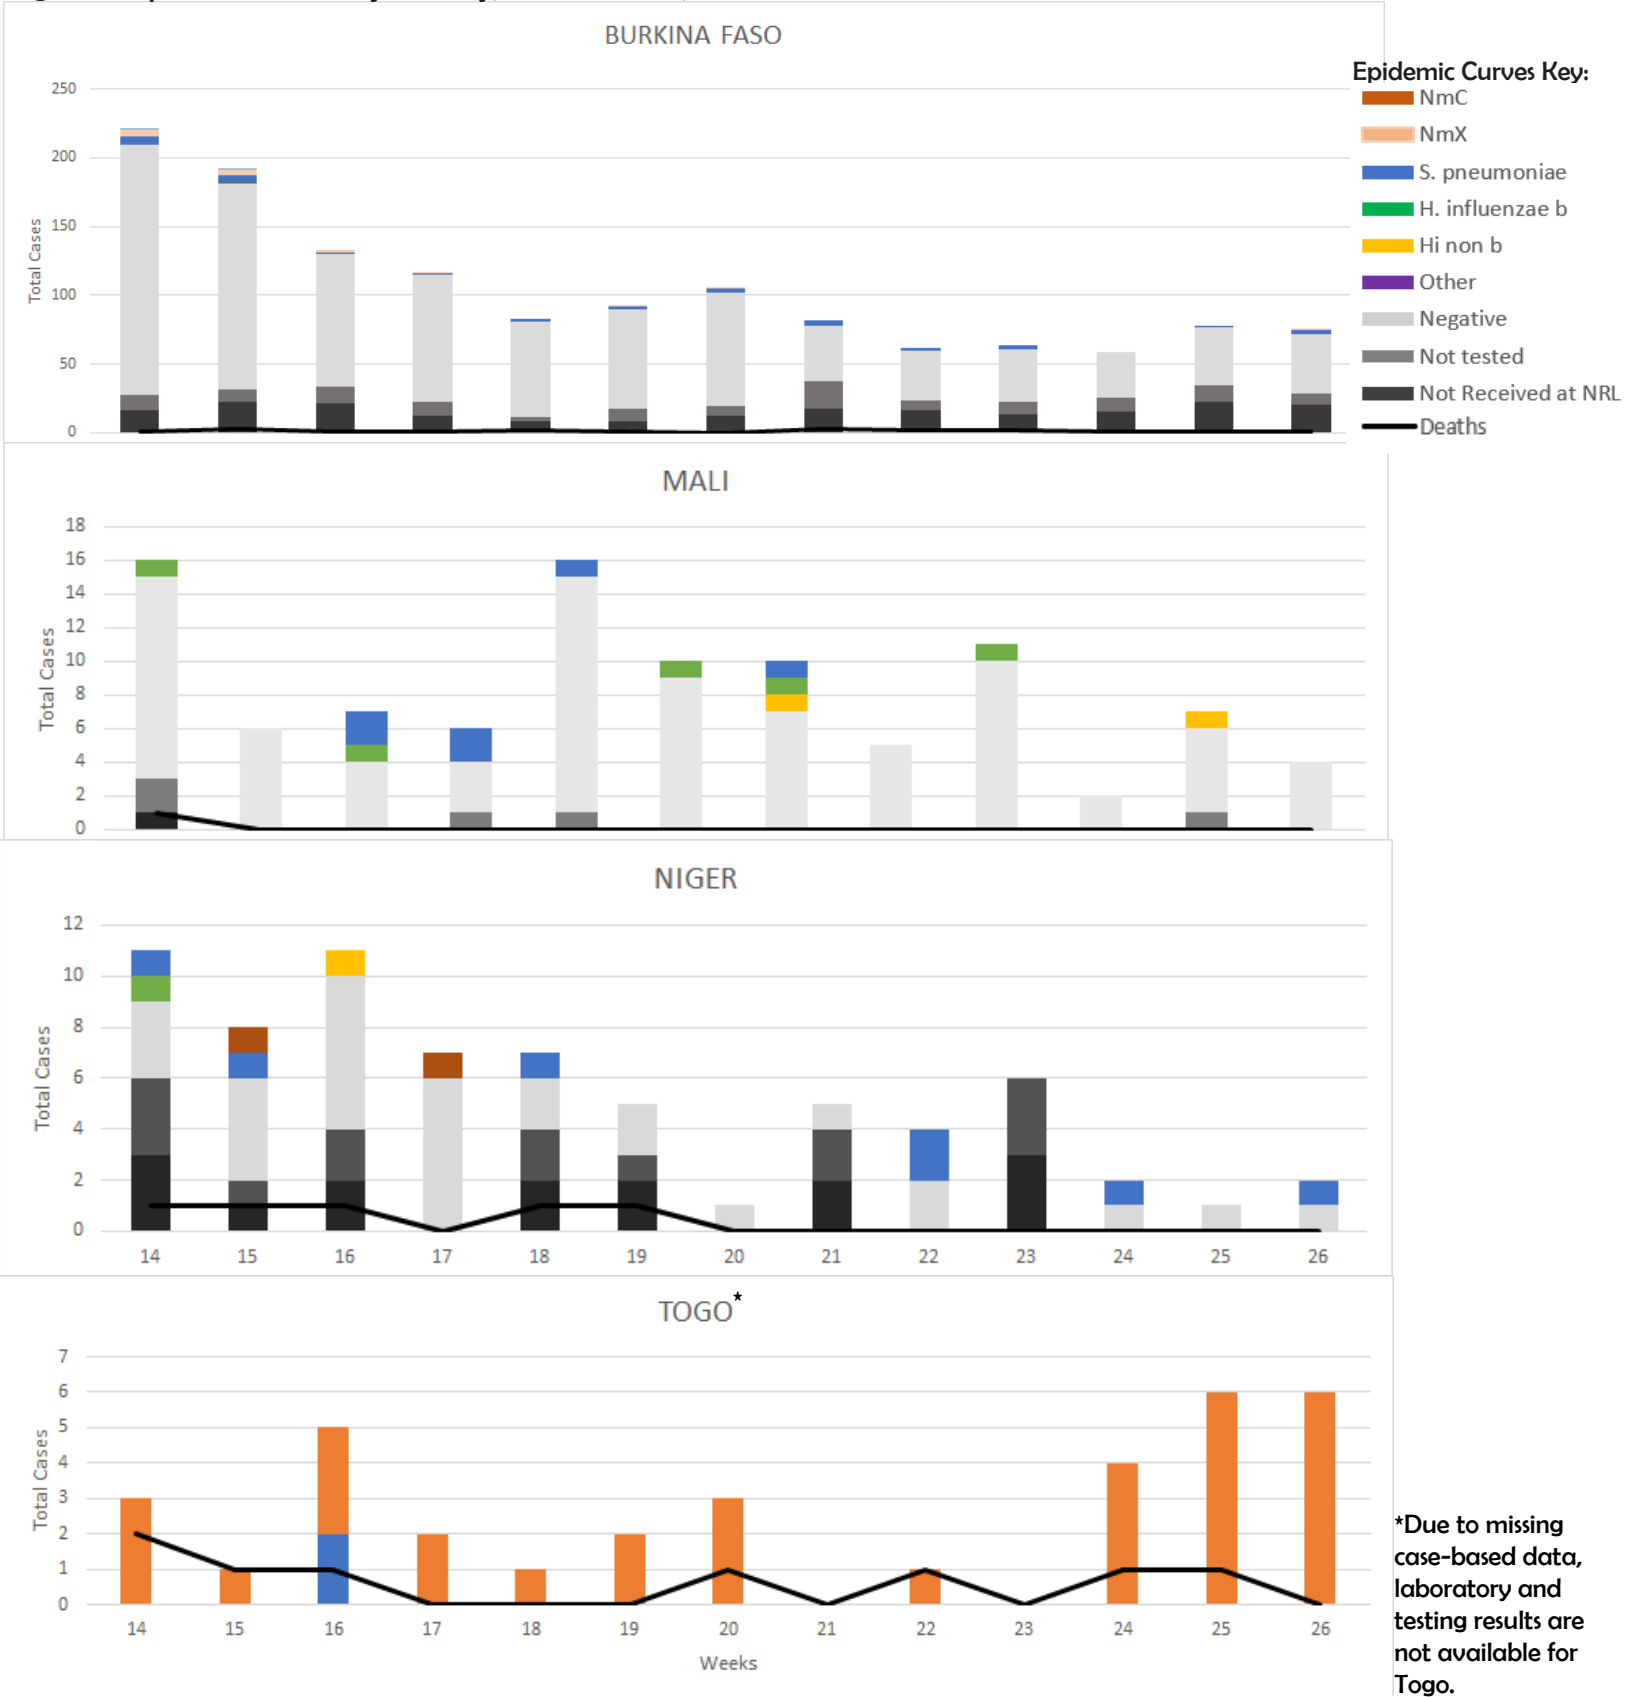 BURKINA FASO
250
200
150
100
50
0
Total Cases
Epidemic Curves Key:
NmC
NmX
S. pneumoniae
H. influenzae b
Hi non b
Other
Negative
Not tested
Not Received at NRL
Deaths
MALI
18
16
14
12
10
8
6
4
2
0
Total Cases
NIGER
12
10
8
6
4
2
0
Total Cases
14 15 16 17 18 19 20 21 22 23 24 25 26
TOGO*
7
6
5
4
3
2
1
0
Total Cases
14 15 16 17 18 19 20 21 22 23 24 25 26
Weeks
*Due to missing
case-based data,
laboratory and
testing results are
not available for
Togo.